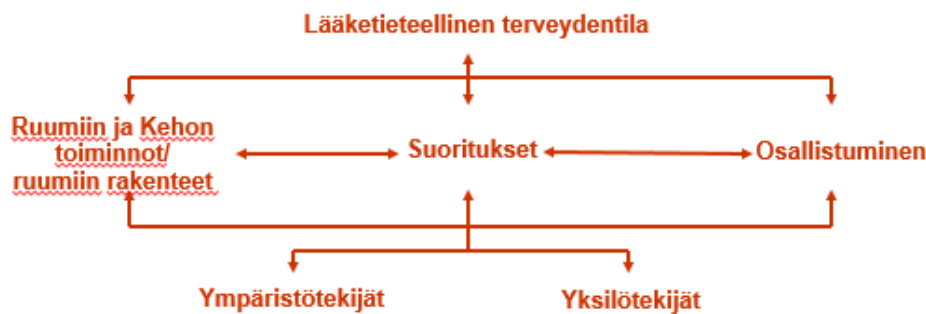 Lääketieteellinen terveydentila
Ruumiin ja Kehon
toiminnot/
ruumiin rakenteet
Suoritukset
Osallistuminen
Ympäristötekijät
Yksilötekijät